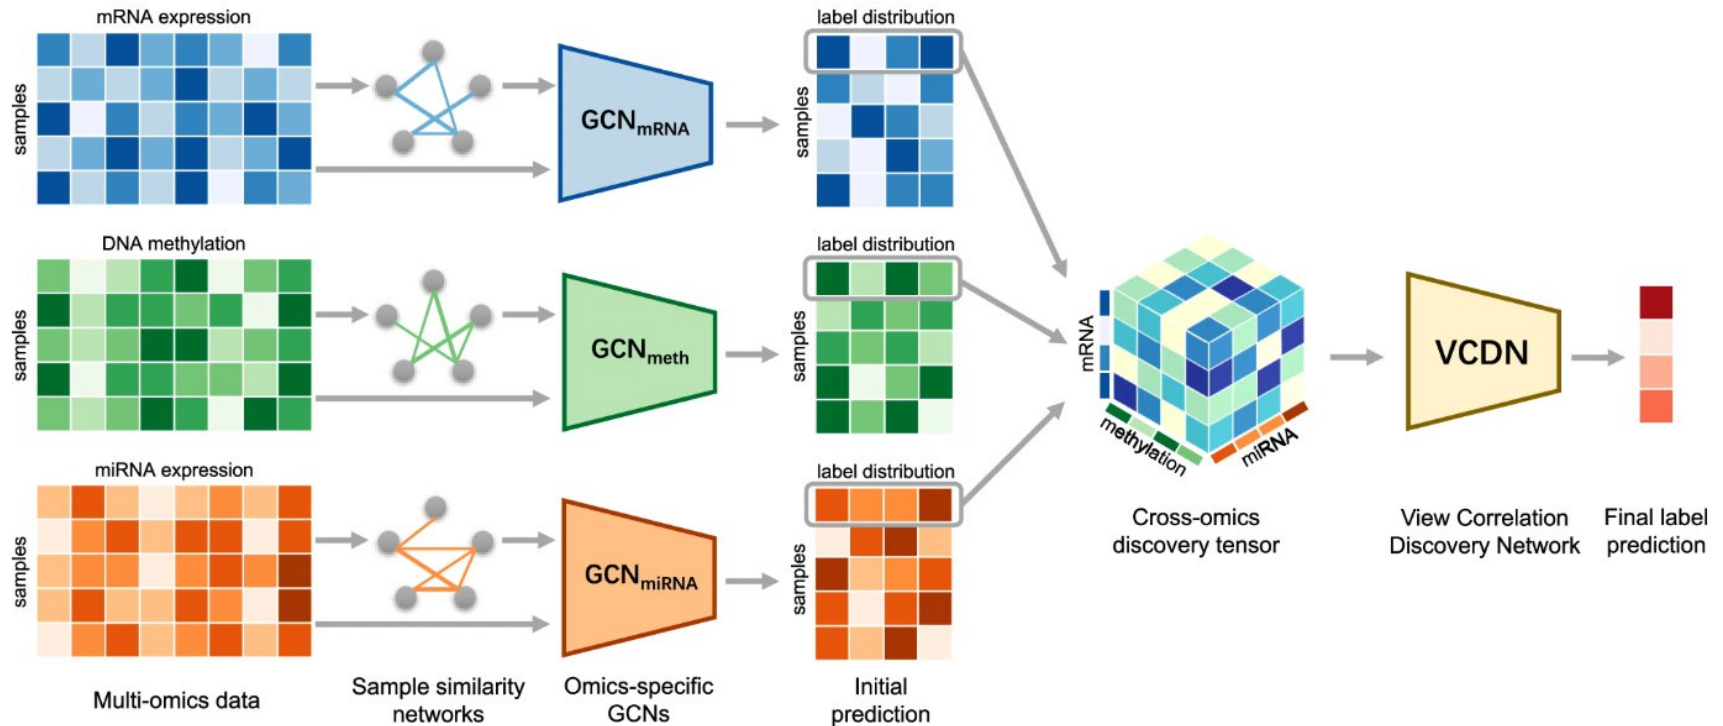 mRNA expression
samples
GCNmRNA
label distribution
samples
DNA methylation
samples
GCNmeth
label distribution
samples
miRNA expression
samples
GCNmiRNA
label distribution
samples
mRNA
methylation
miRNA
VCDN
Multi-omics data
Sample similarity
networks
Omics-specific
GCNs
Initial
prediction
Cross-omics
discovery tensor
View Correlation
Discovery Network
Final label
prediction